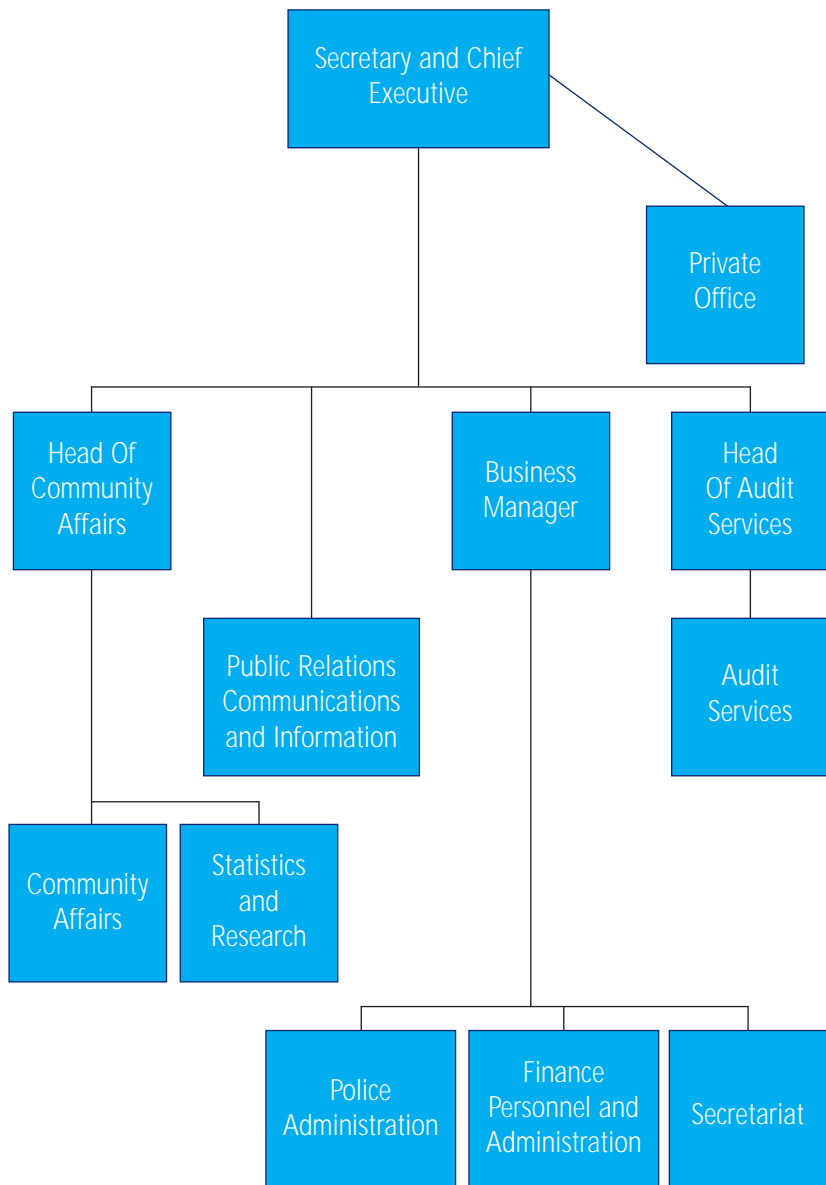 Secretary and Chief
Executive
Private
Office
Head Of
Community
Affairs
Business
Manager
Head
Of Audit
Services
Public Relations
Communications
and Information
Audit
Services
Community
Affairs
Statistics
and
Research
Police
Administration
Finance
Personnel and
Administration
Secretariat